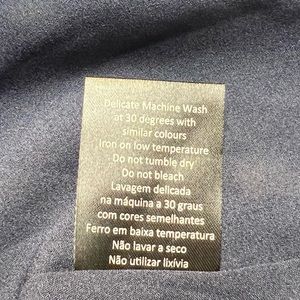 Delicate Machine Wash
at 30 degrees with
similar colours
Iron on low temperature
Do not tumble dry
Do not bleach
Lavagem delicada
na máquina a 30 graus
com cores semelhantes
Ferro em baixa temperatura
Não lavar a seco
Não utilizar lixívia